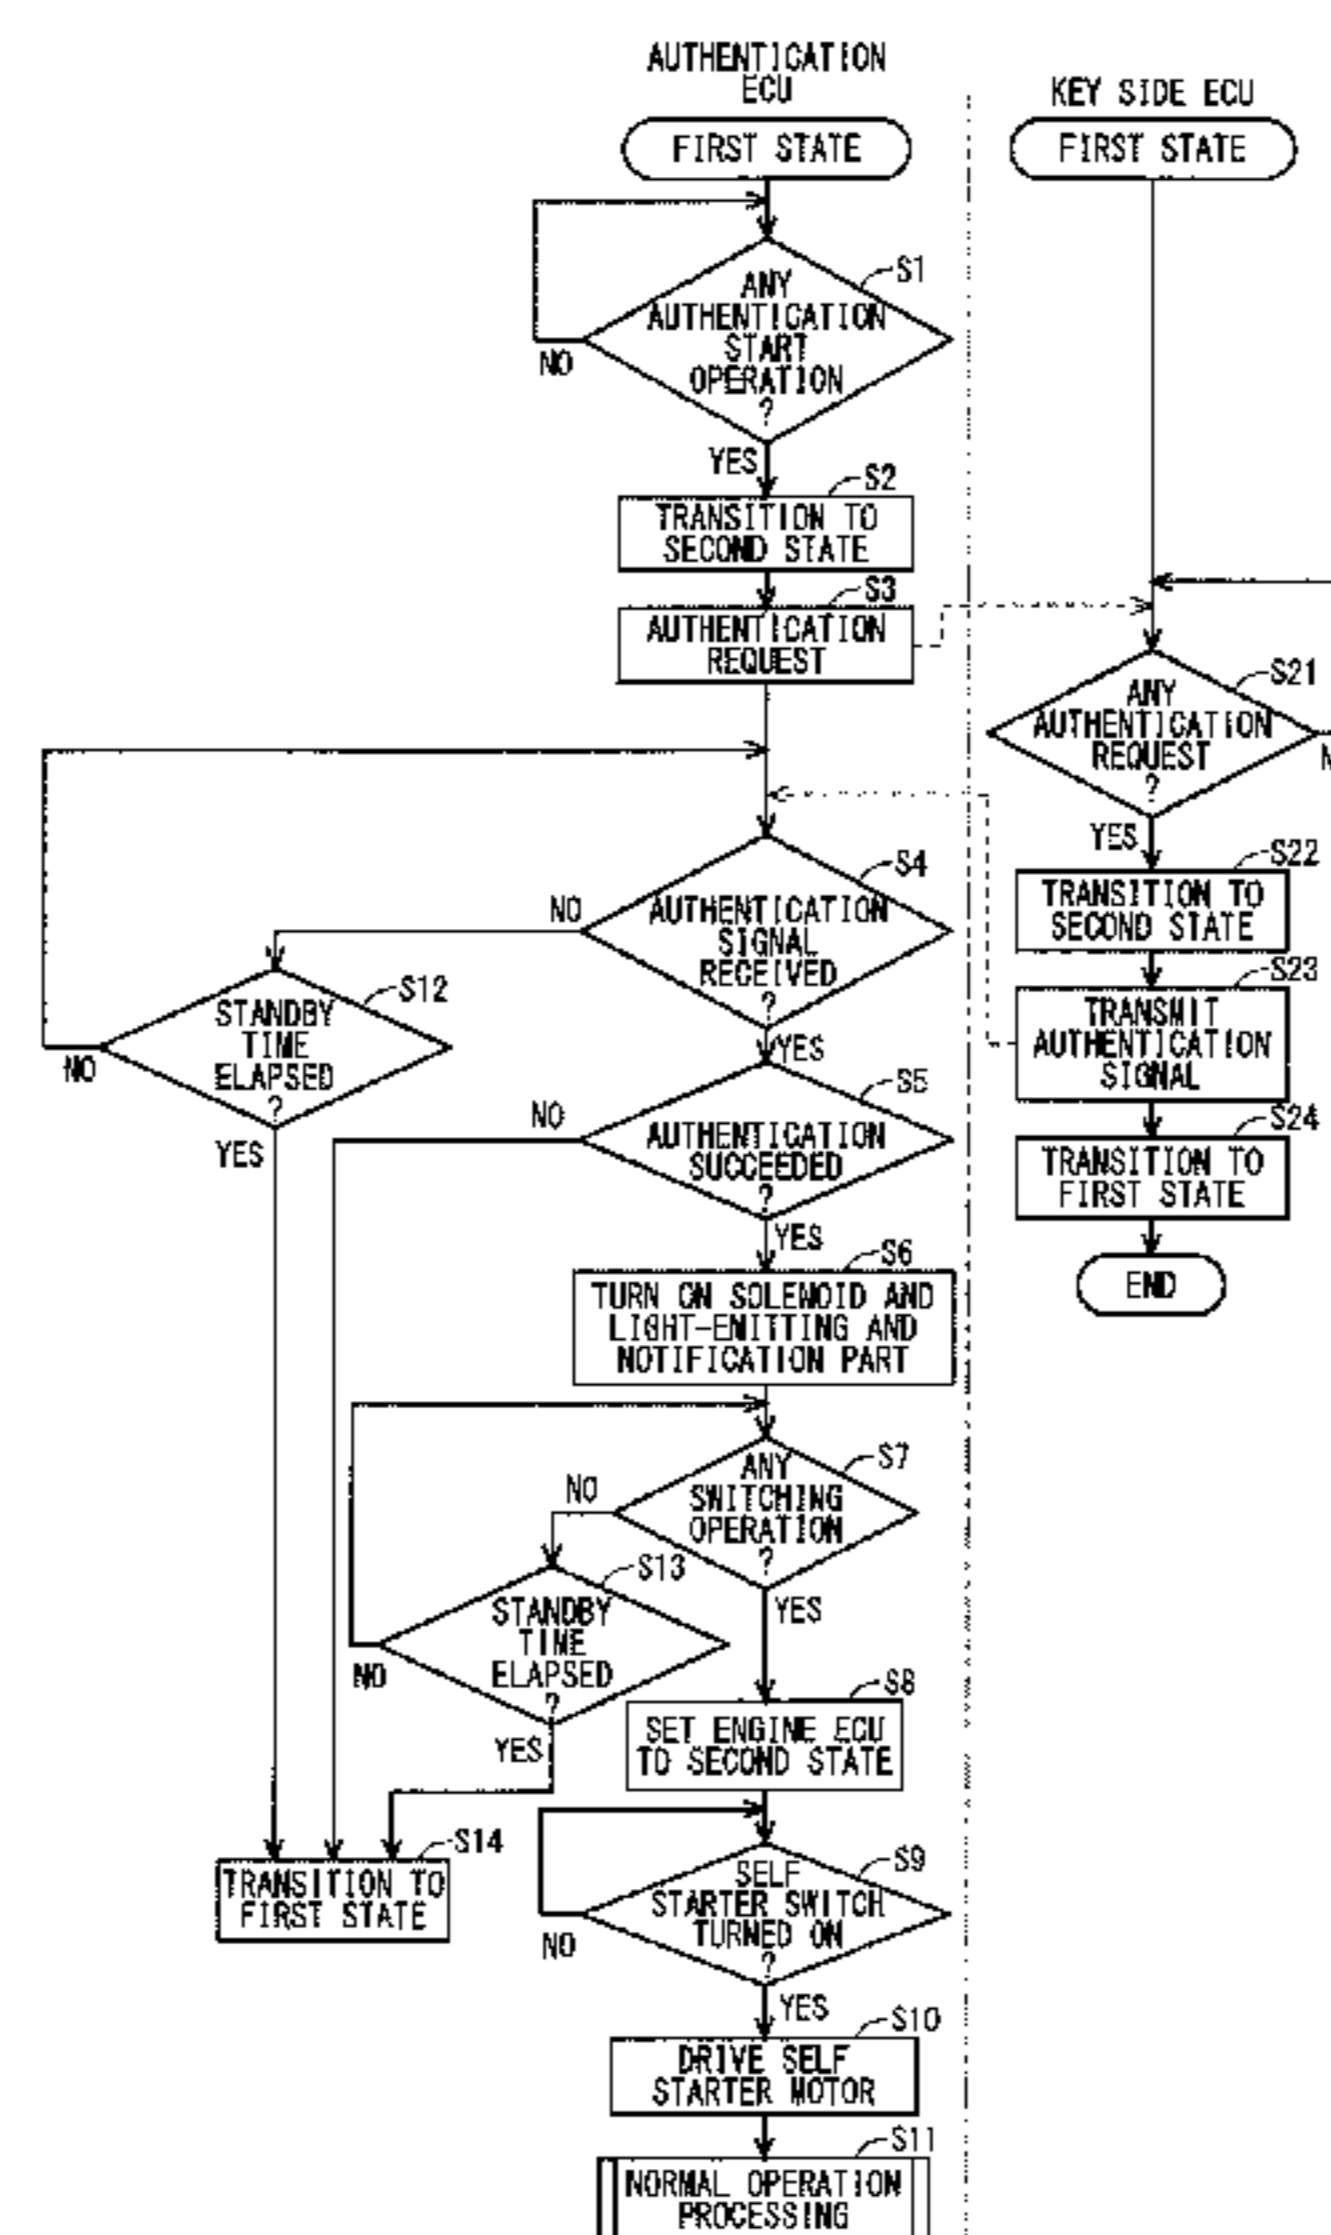 AUTHENTICATION
ECU
FIRST STATE
S1
ANY
AUTHENTICATION
START
OPERATION
?
NO
YES
S2
TRANSITION TO
SECOND STATE
S3
AUTHENTICATION
REQUEST
S4
AUTHENTICATION
SIGNAL
RECEIVED
?
NO
YES
S12
STANDBY
TIME
ELAPSED
?
NO
YES
S5
AUTHENTICATION
SUCCEEDED
?
NO
YES
S6
TURN ON SOLENOID AND
LIGHT-EMITTING AND
NOTIFICATION PART
S7
ANY
SWITCHING
OPERATION
?
NO
YES
S13
STANDBY
TIME
ELAPSED
?
NO
YES
S8
SET ENGINE ECU
TO SECOND STATE
S14
TRANSITION TO
FIRST STATE
S9
SELF
STARTER SWITCH
TURNED ON
?
NO
YES
S10
DRIVE SELF
STARTER MOTOR
S11
NORMAL OPERATION
PROCESSING
KEY SIDE ECU
FIRST STATE
S21
ANY
AUTHENTICATION
REQUEST
?
YES
S22
TRANSITION TO
SECOND STATE
S23
TRANSMIT
AUTHENTICATION
SIGNAL
S24
TRANSITION TO
FIRST STATE
END